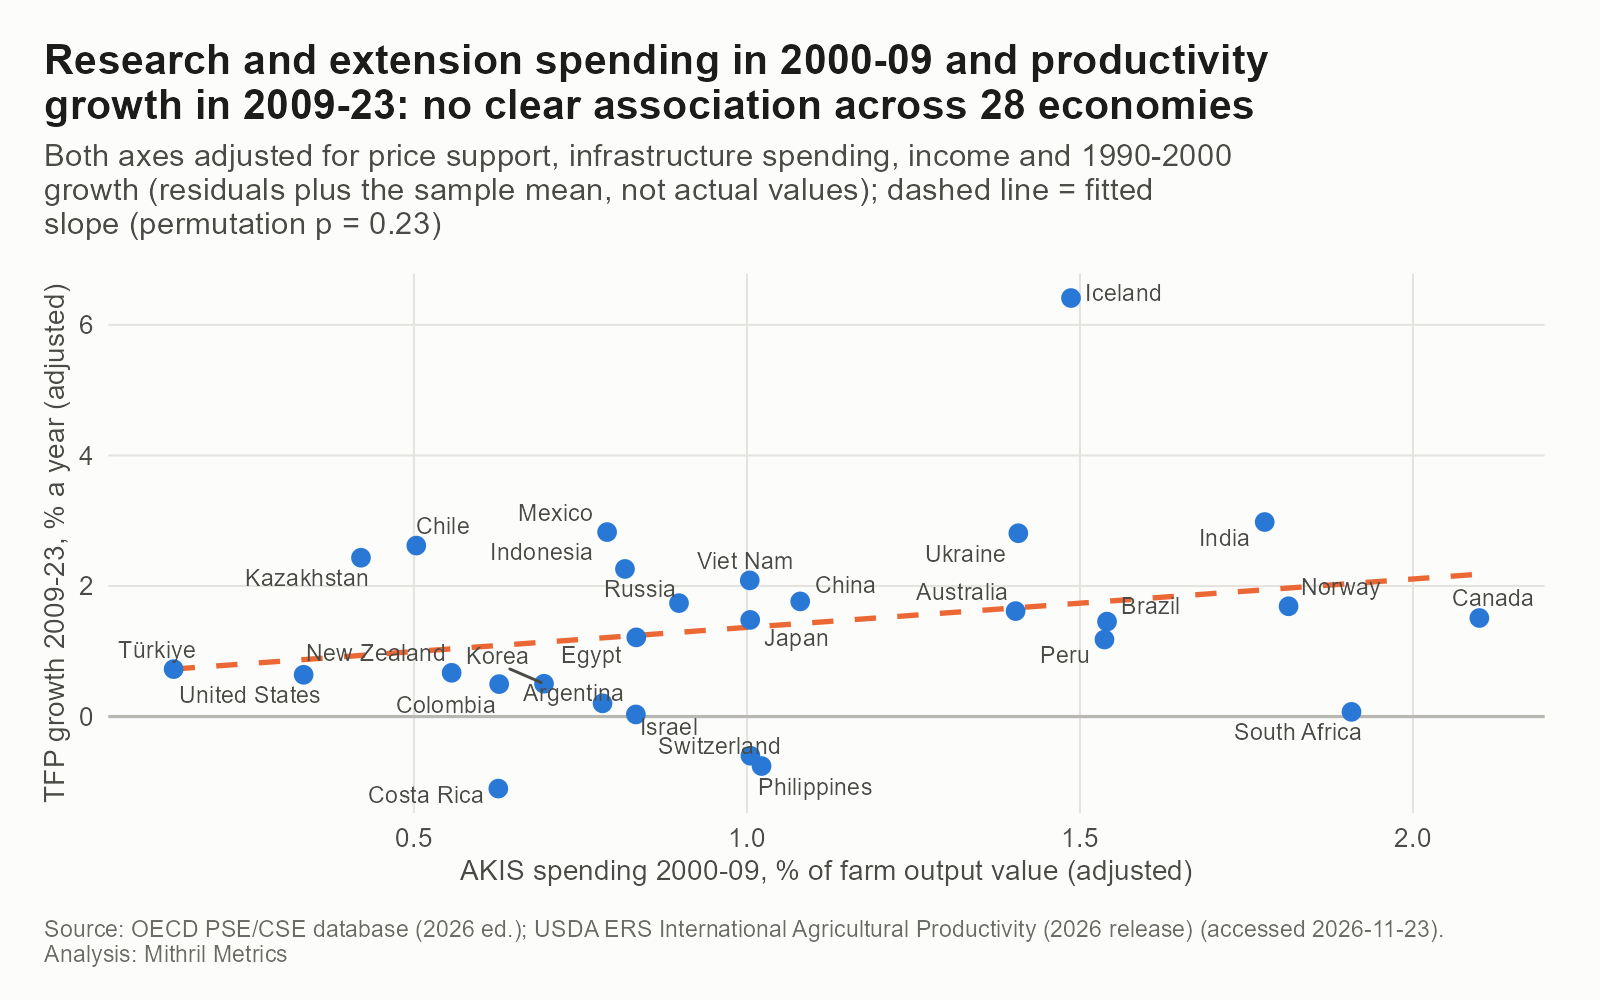 Research and extension spending in 2000-09 and productivity
growth in 2009-23: no clear association across 28 economies
Both axes adjusted for price support, infrastructure spending, income and 1990-2000
growth (residuals plus the sample mean, not actual values); dashed line = fitted
slope (permutation p = 0.23)
TFP growth 2009-23, % a year (adjusted)
6
4
2
0
Iceland
Mexico
Chile
Indonesia
Kazakhstan
Viet Nam
Russia
China
Ukraine
India
Australia
Norway
Brazil
Canada
Türkiye
New Zealand
Korea
Egypt
Japan
Peru
United States
Colombia
Argentina
Israel
Switzerland
South Africa
Costa Rica
Philippines
0.5
1.0
1.5
2.0
AKIS spending 2000-09, % of farm output value (adjusted)
Source: OECD PSE/CSE database (2026 ed.); USDA ERS International Agricultural Productivity (2026 release) (accessed 2026-11-23).
Analysis: Mithril Metrics